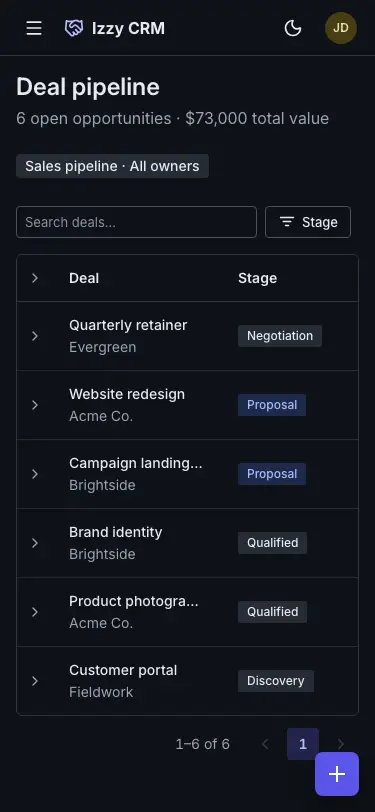 Izzy CRM
JD
Deal pipeline
6 open opportunities · $73,000 total value
Sales pipeline · All owners
Search deals...
Stage
Deal
Stage
Quarterly retainer
Evergreen
Negotiation
Website redesign
Acme Co.
Proposal
Campaign landing...
Brightside
Proposal
Brand identity
Brightside
Qualified
Product photogra...
Acme Co.
Qualified
Customer portal
Fieldwork
Discovery
1–6 of 6
1